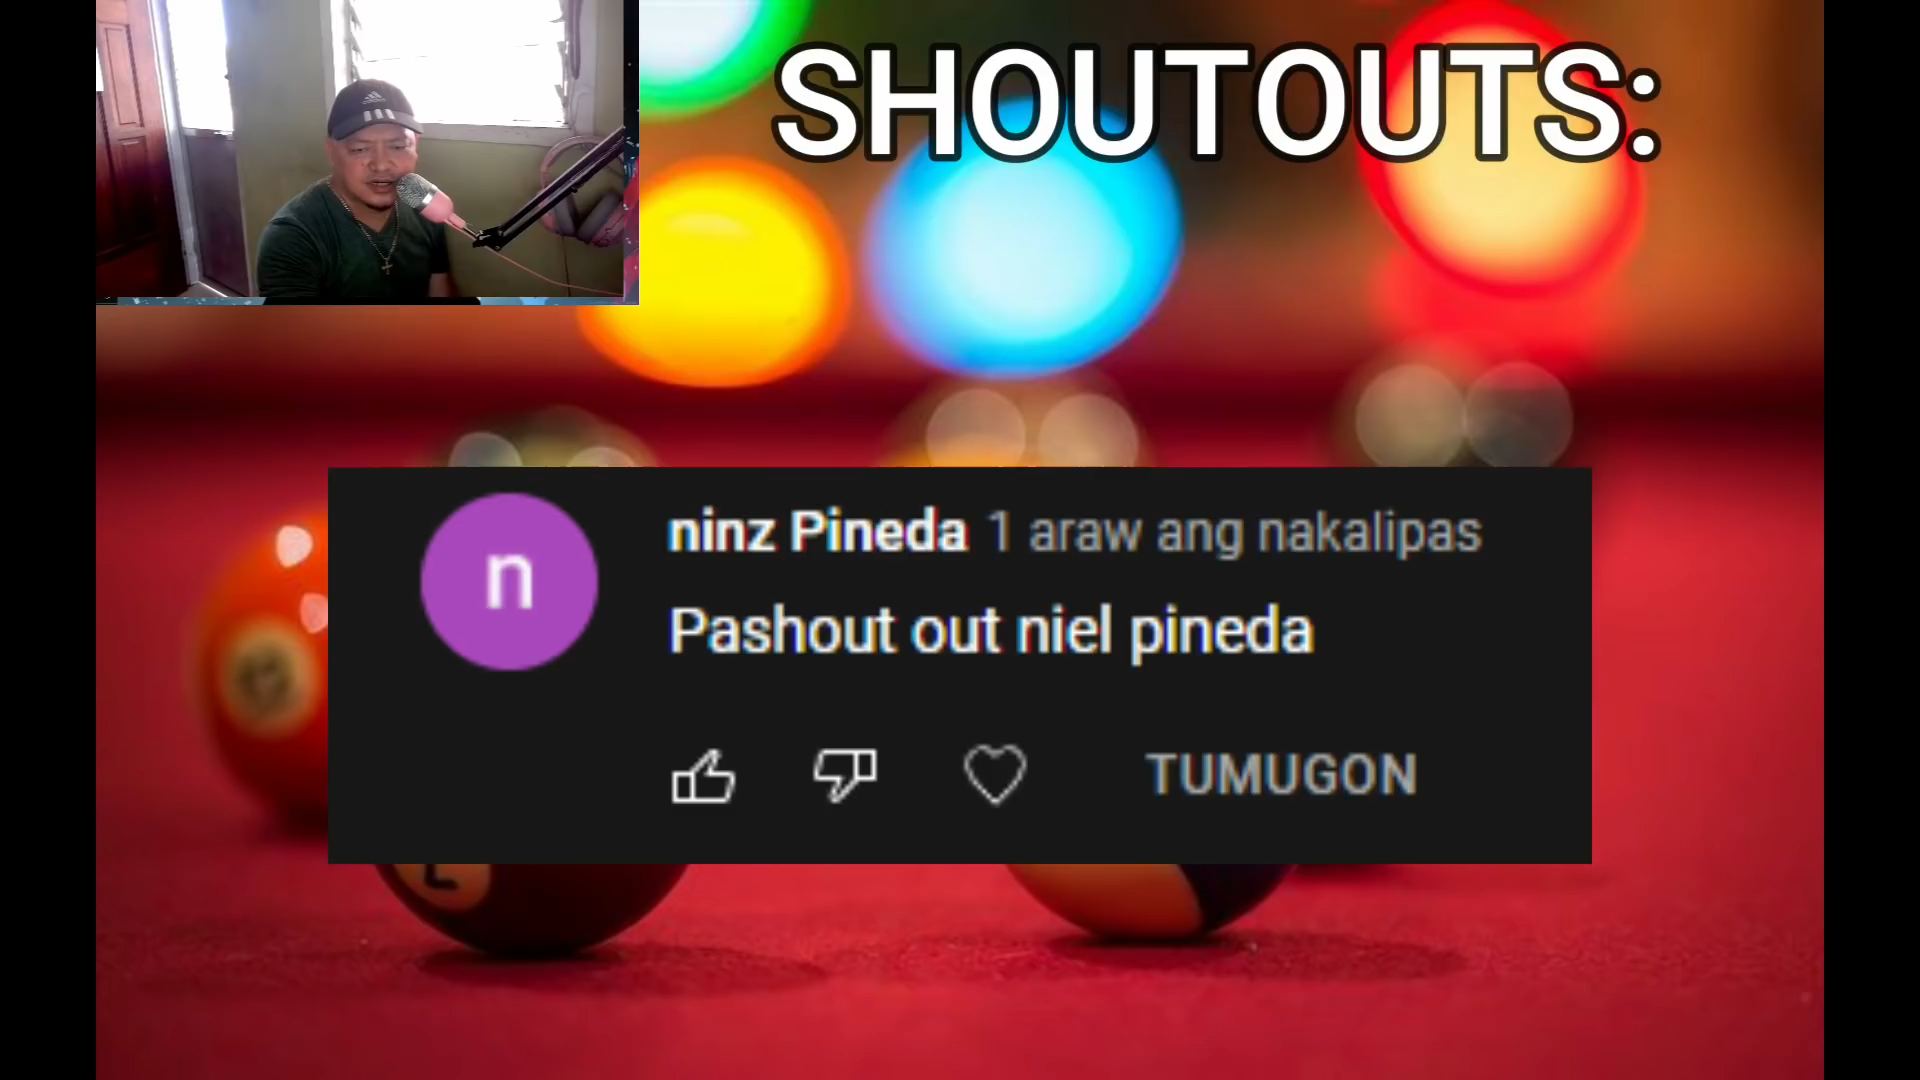 SHOUTOUTS:
n
ninz Pineda 1 araw ang nakalipas
Pashout out niel pineda
TUMUGON